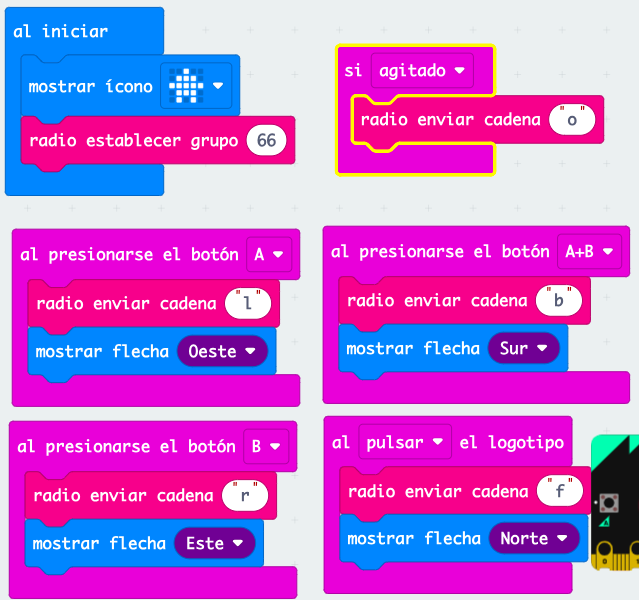 al iniciar
mostrar ícono
radio establecer grupo 66
si agitado
radio enviar cadena "o"
al presionarse el botón A
radio enviar cadena "l"
mostrar flecha Oeste
al presionarse el botón A+B
radio enviar cadena "b"
mostrar flecha Sur
al presionarse el botón B
radio enviar cadena "r"
mostrar flecha Este
al pulsar el logotipo
radio enviar cadena "f"
mostrar flecha Norte